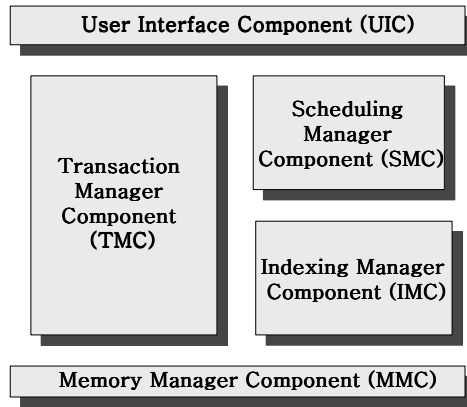 User Interface Component (UIC)
Transaction
Manager
Component
(TMC)
Scheduling
Manager
Component (SMC)
Indexing Manager
Component (IMC)
Memory Manager Component (MMC)